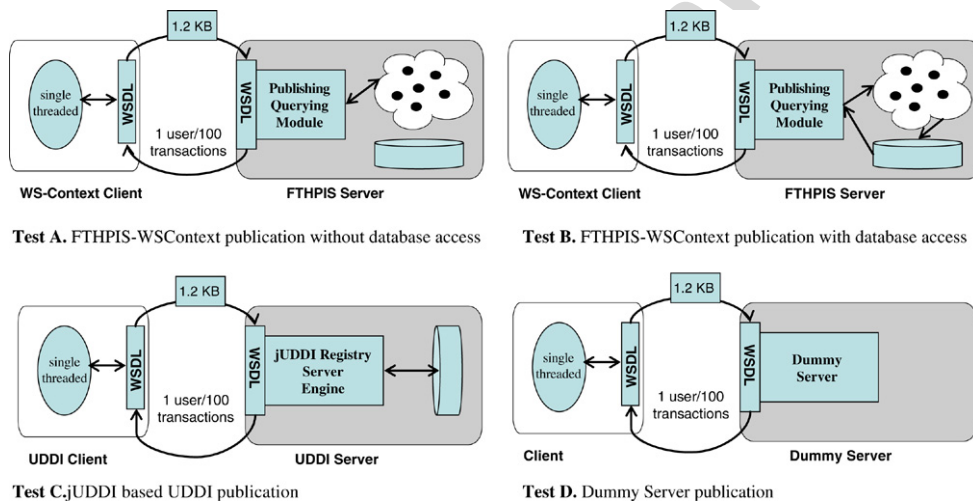 1.2 KB
single
threaded
WSDL
WSDL
Publishing
Querying
Module
1 user/100
transactions
WS-Context Client
FTHPIS Server
Test A. FTHPIS-WSContext publication without database access
1.2 KB
single
threaded
WSDL
WSDL
Publishing
Querying
Module
1 user/100
transactions
WS-Context Client
FTHPIS Server
Test B. FTHPIS-WSContext publication with database access
1.2 KB
single
threaded
WSDL
WSDL
jUDDI Registry
Server
Engine
1 user/100
transactions
UDDI Client
UDDI Server
Test C.jUDDI based UDDI publication
1.2 KB
single
threaded
WSDL
WSDL
Dummy
Server
1 user/100
transactions
Client
Dummy Server
Test D. Dummy Server publication